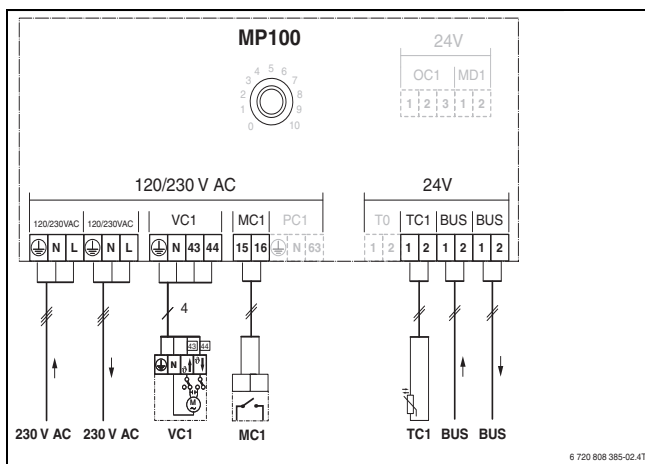 MP100
24V
OC1 MD1
1 2 3 1 2
0 1 2 3 4 5 6 7 8 9 10
120/230 V AC 24V
120/230VAC 120/230VAC VC1 MC1 PC1 T0 TC1 BUS BUS
N L N L N 43 44 15 16 N 63 1 2 1 2 1 2 1 2
4
43 44
N
M
230 V AC 230 V AC VC1 MC1 TC1 BUS BUS
6 720 808 385-02.4T